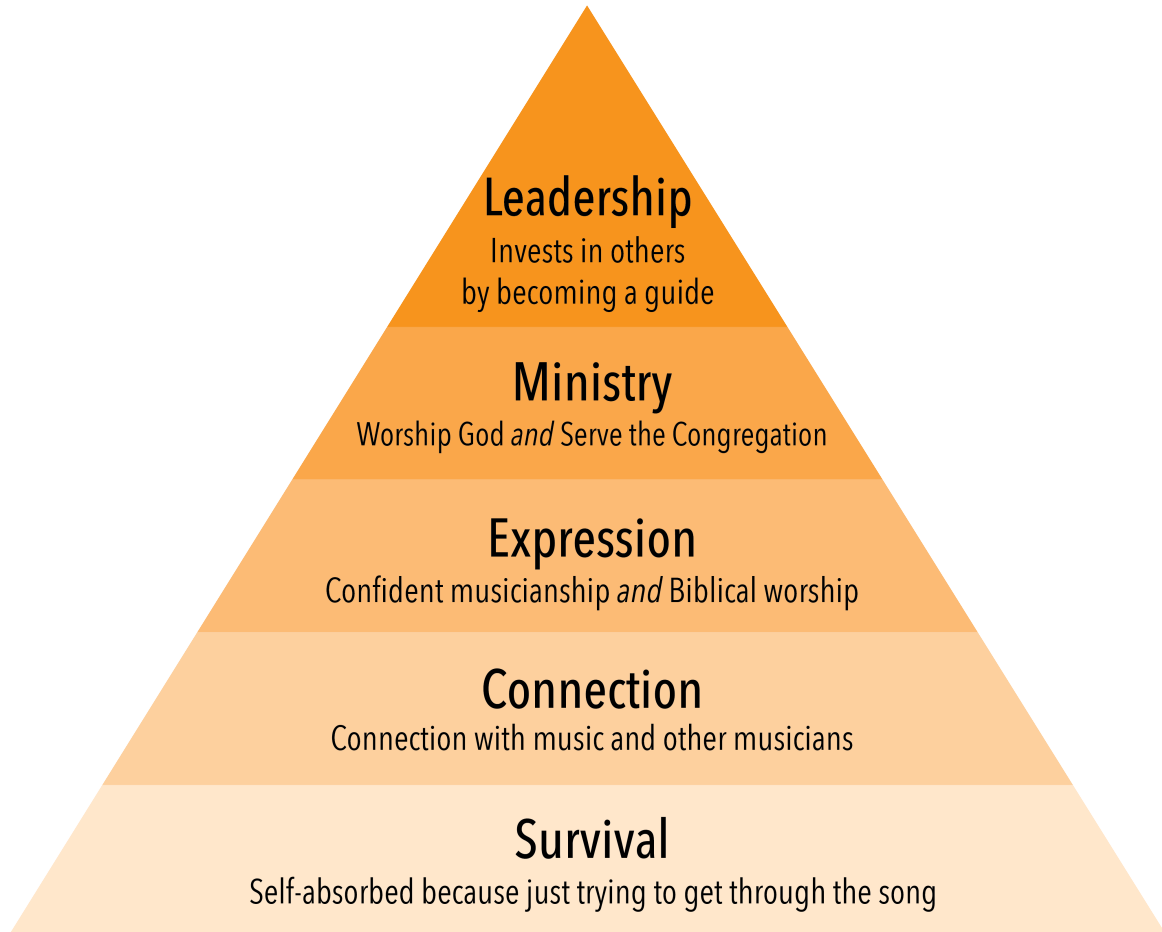 Leadership
Invests in others
by becoming a guide
Ministry
Worship God and Serve the Congregation
Expression
Confident musicianship and Biblical worship
Connection
Connection with music and other musicians
Survival
Self-absorbed because just trying to get through the song